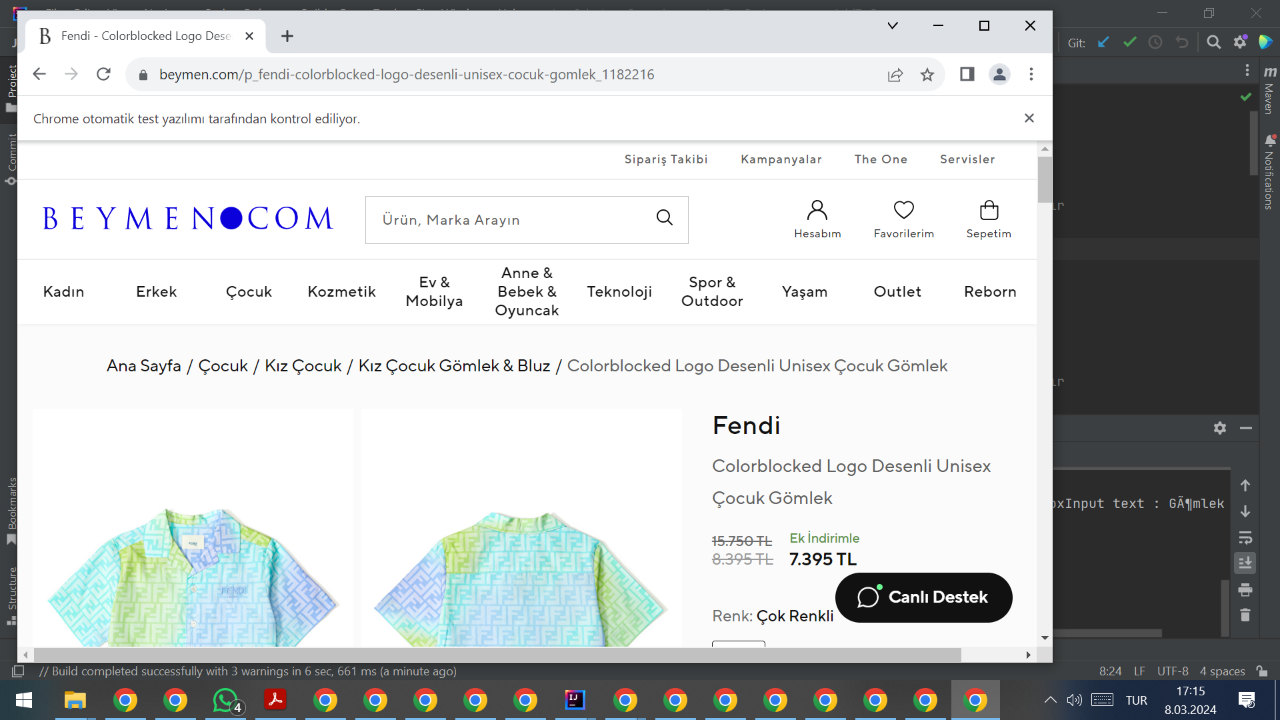 Fendi - Colorblocked Logo Dese
beymen.com/p_fendi-colorblocked-logo-desenli-unisex-cocuk-gomlek_1182216
Chrome otomatik test yazılımı tarafından kontrol ediliyor.
Git:
Project
Commit
Bookmarks
Structure
Maven
Notifications
Sipariş Takibi
Kampanyalar
The One
Servisler
BEYMEN COM
Ürün, Marka Arayın
Hesabım
Favorilerim
Sepetim
Kadın
Erkek
Çocuk
Kozmetik
Ev &
Mobilya
Anne &
Bebek &
Oyuncak
Teknoloji
Spor &
Outdoor
Yaşam
Outlet
Reborn
Ana Sayfa / Çocuk / Kız Çocuk / Kız Çocuk Gömlek & Bluz / Colorblocked Logo Desenli Unisex Çocuk Gömlek
Fendi
Colorblocked Logo Desenli Unisex
Çocuk Gömlek
15.750 TL
8.395 TL
Ek İndirimle
7.395 TL
Canlı Destek
Renk: Çok Renkli
oxInput text : GÃ¶mlek
// Build completed successfully with 3 warnings in 6 sec, 661 ms (a minute ago)
8:24 LF UTF-8 4 spaces
4
TUR
17:15
8.03.2024